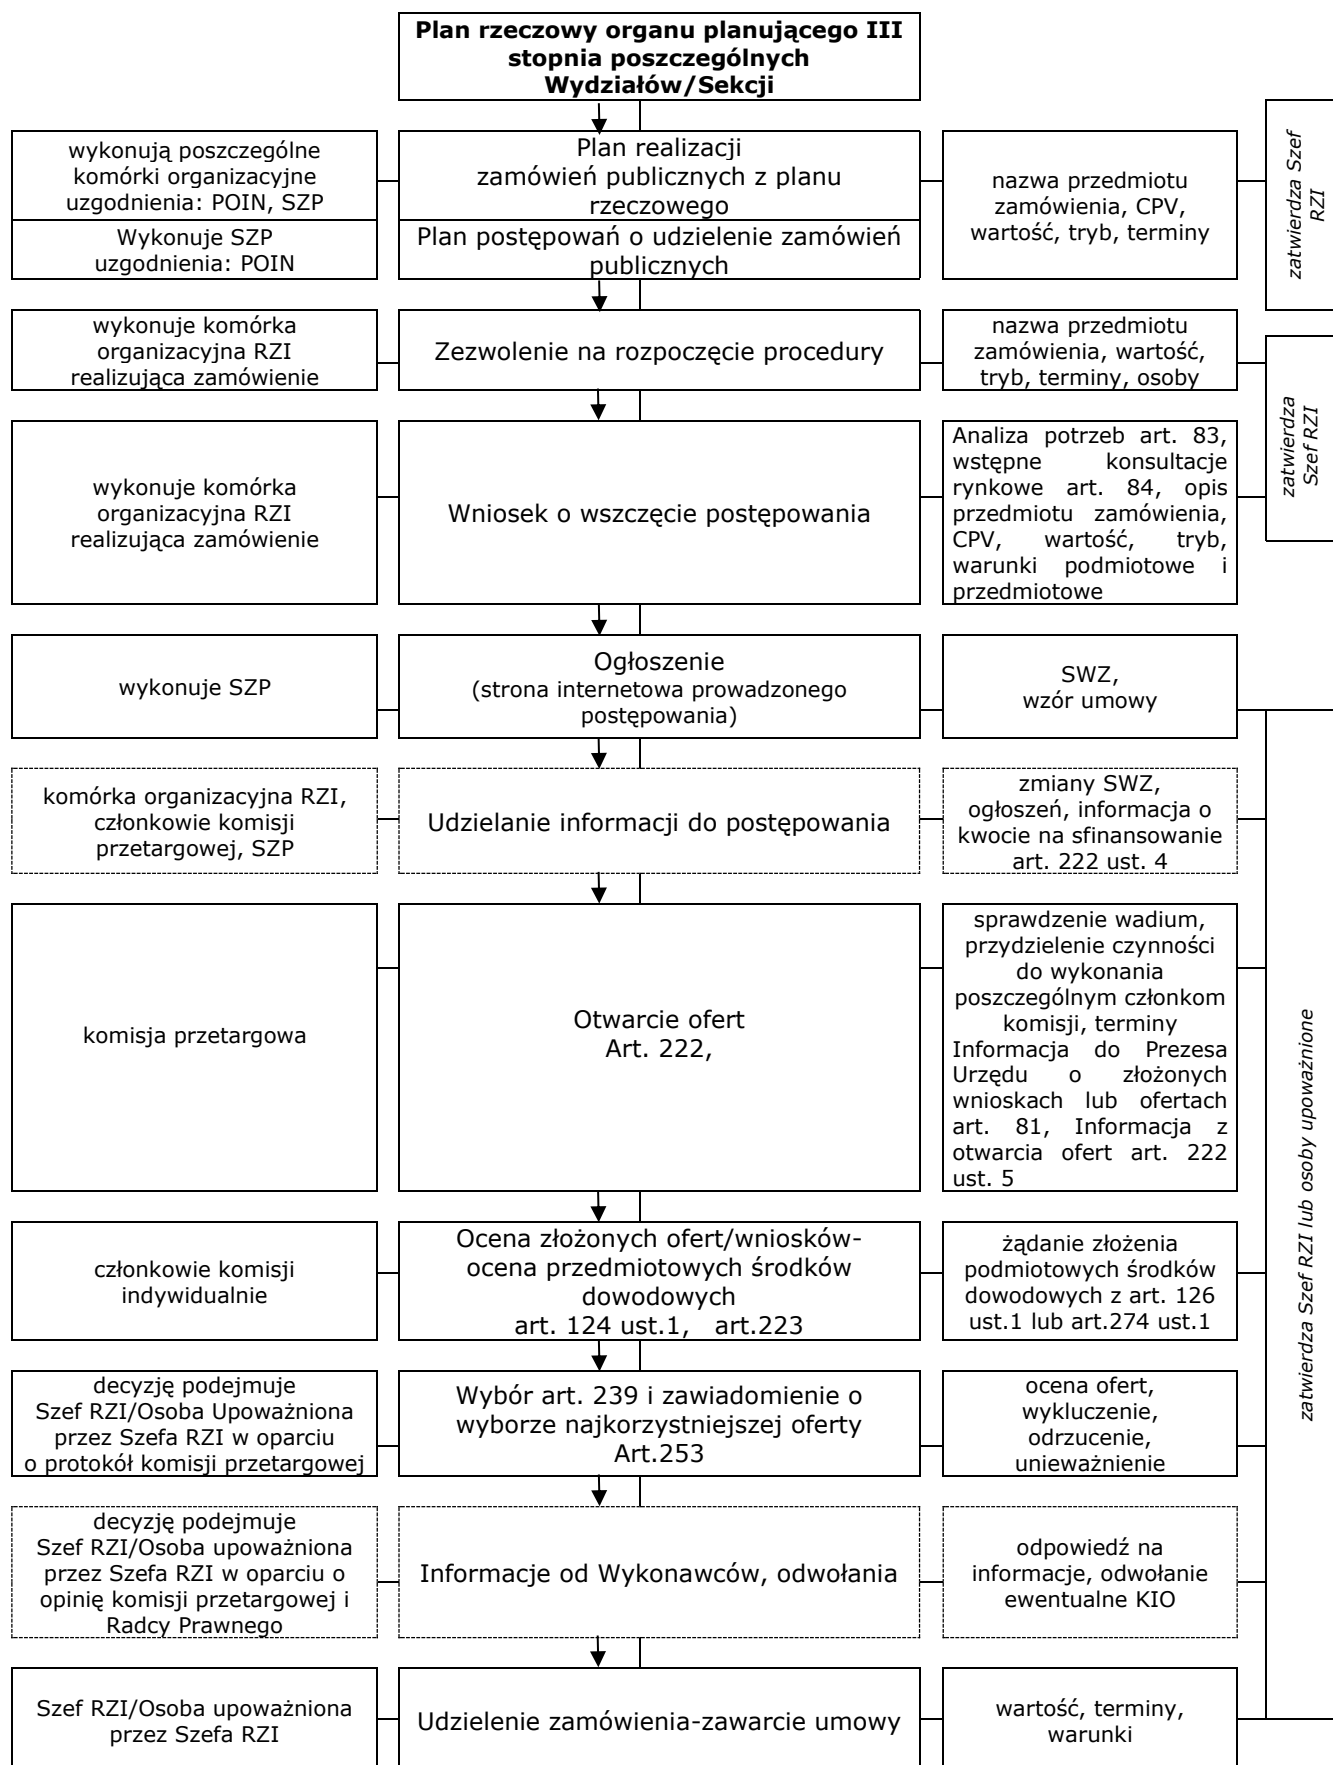 Plan rzeczowy organu planującego III
stopnia poszczególnych
Wydziałów/Sekcji
wykonują poszczególne
komórki organizacyjne
uzgodnienia: POIN, SZP
Plan realizacji
zamówień publicznych z planu
rzeczowego
nazwa przedmiotu
zamówienia, CPV,
wartość, tryb, terminy
zatwierdza Szef
RZI
Wykonuje SZP
uzgodnienia: POIN
Plan postępowań o udzielenie zamówień
publicznych
wykonuje komórka
organizacyjna RZI
realizująca zamówienie
Zezwolenie na rozpoczęcie procedury
nazwa przedmiotu
zamówienia, wartość,
tryb, terminy, osoby
zatwierdza
Szef RZI
wykonuje komórka
organizacyjna RZI
realizująca zamówienie
Wniosek o wszczęcie postępowania
Analiza potrzeb art. 83,
wstępne konsultacje
rynkowe art. 84, opis
przedmiotu zamówienia,
CPV, wartość, tryb,
warunki podmiotowe i
przedmiotowe
wykonuje SZP
Ogłoszenie
(strona internetowa prowadzonego
postępowania)
SWZ,
wzór umowy
zatwierdza Szef RZI lub osoby upoważnione
komórka organizacyjna RZI,
członkowie komisji
przetargowej, SZP
Udzielanie informacji do postępowania
zmiany SWZ,
ogłoszeń, informacja o
kwocie na sfinansowanie
art. 222 ust. 4
komisja przetargowa
Otwarcie ofert
Art. 222,
sprawdzenie wadium,
przydzielenie czynności
do wykonania
poszczególnym członkom
komisji, terminy
Informacja do Prezesa
Urzędu o złożonych
wnioskach lub ofertach
art. 81, Informacja z
otwarcia ofert art. 222
ust. 5
członkowie komisji
indywidualnie
Ocena złożonych ofert/wniosków-
ocena przedmiotowych środków
dowodowych
art. 124 ust.1, art.223
żądanie złożenia
podmiotowych środków
dowodowych z art. 126
ust.1 lub art.274 ust.1
decyzję podejmuje
Szef RZI/Osoba Upoważniona
przez Szefa RZI w oparciu
o protokół komisji przetargowej
Wybór art. 239 i zawiadomienie o
wyborze najkorzystniejszej oferty
Art.253
ocena ofert,
wykluczenie,
odrzucenie,
unieważnienie
decyzję podejmuje
Szef RZI/Osoba upoważniona
przez Szefa RZI w oparciu o
opinię komisji przetargowej i
Radcy Prawnego
Informacje od Wykonawców, odwołania
odpowiedź na
informacje, odwołanie
ewentualne KIO
Szef RZI/Osoba upoważniona
przez Szefa RZI
Udzielenie zamówienia-zawarcie umowy
wartość, terminy,
warunki